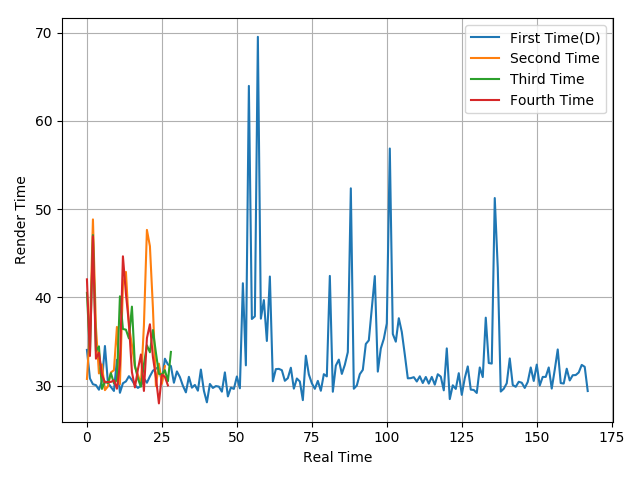 First Time(D)
Second Time
Third Time
Fourth Time
70
60
50
40
30
Render Time
0 25 50 75 100 125 150 175
Real Time